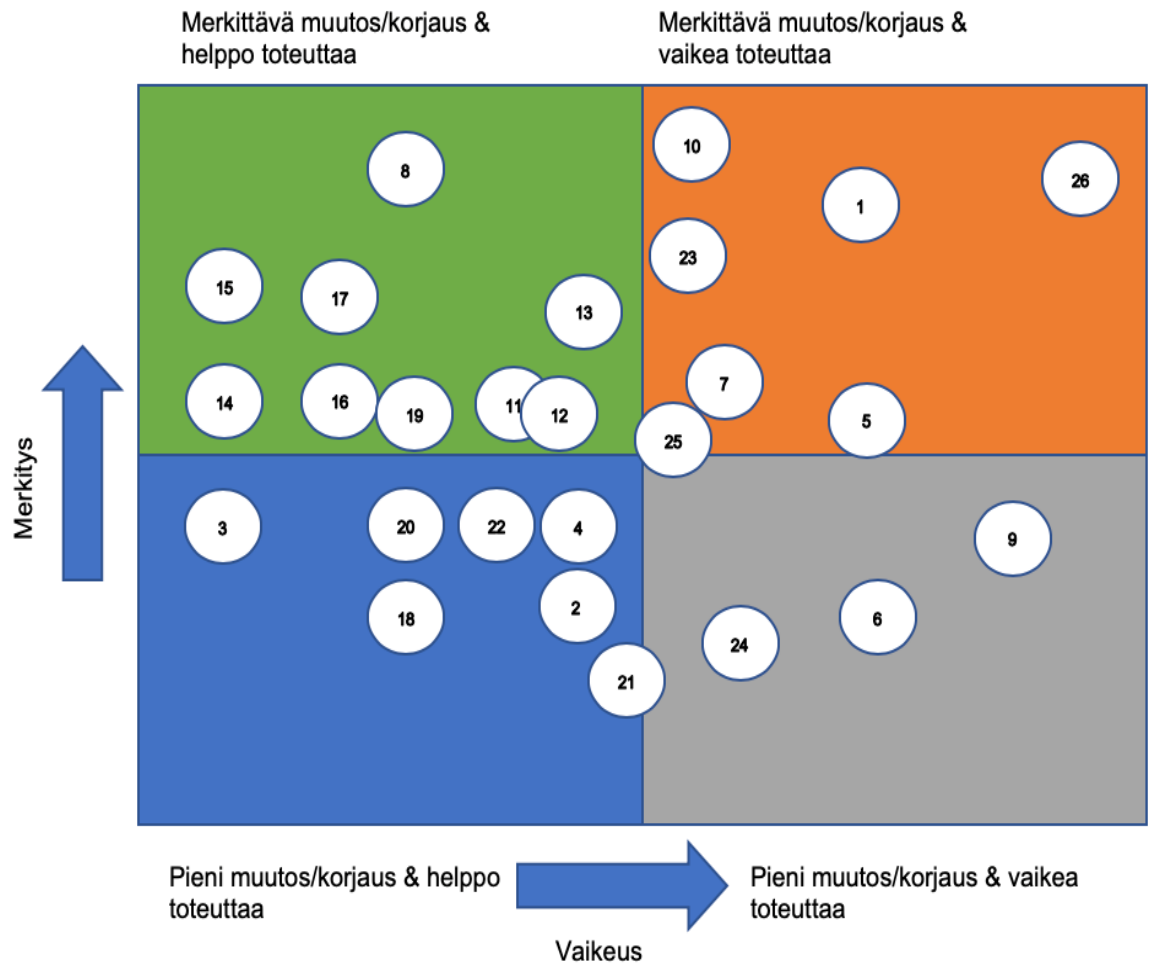 Merkittävä muutos/korjaus &
helppo toteuttaa
Merkittävä muutos/korjaus &
vaikea toteuttaa
10
8
26
1
23
15
17
13
7
14
16
19
11
12
5
25
3
20
22
4
9
2
18
6
24
21
Merkitys
Pieni muutos/korjaus & helppo
toteuttaa
Pieni muutos/korjaus & vaikea
toteuttaa
Vaikeus